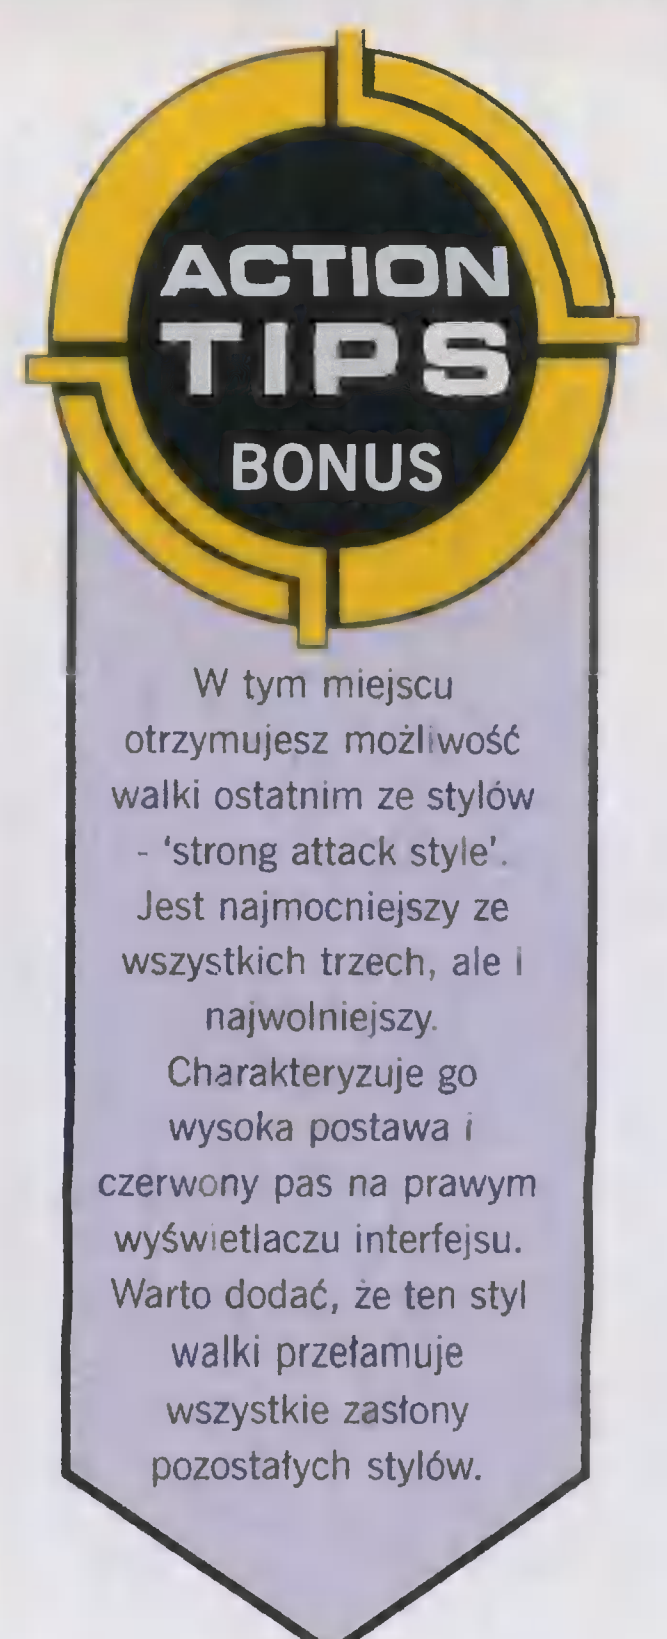 ACTION
TIPS
BONUS
W tym miejscu
otrzymujesz możliwość
walki ostatnim ze stylów
- 'strong attack style'.
Jest najmocniejszy ze
wszystkich trzech, ale i
najwolniejszy.
Charakteryzuje go
wysoka postawa i
czerwony pas na prawym
wyświetlaczu interfejsu.
Warto dodać, że ten styl
walki przełamuje
wszystkie zasłony
pozostałych stylów.